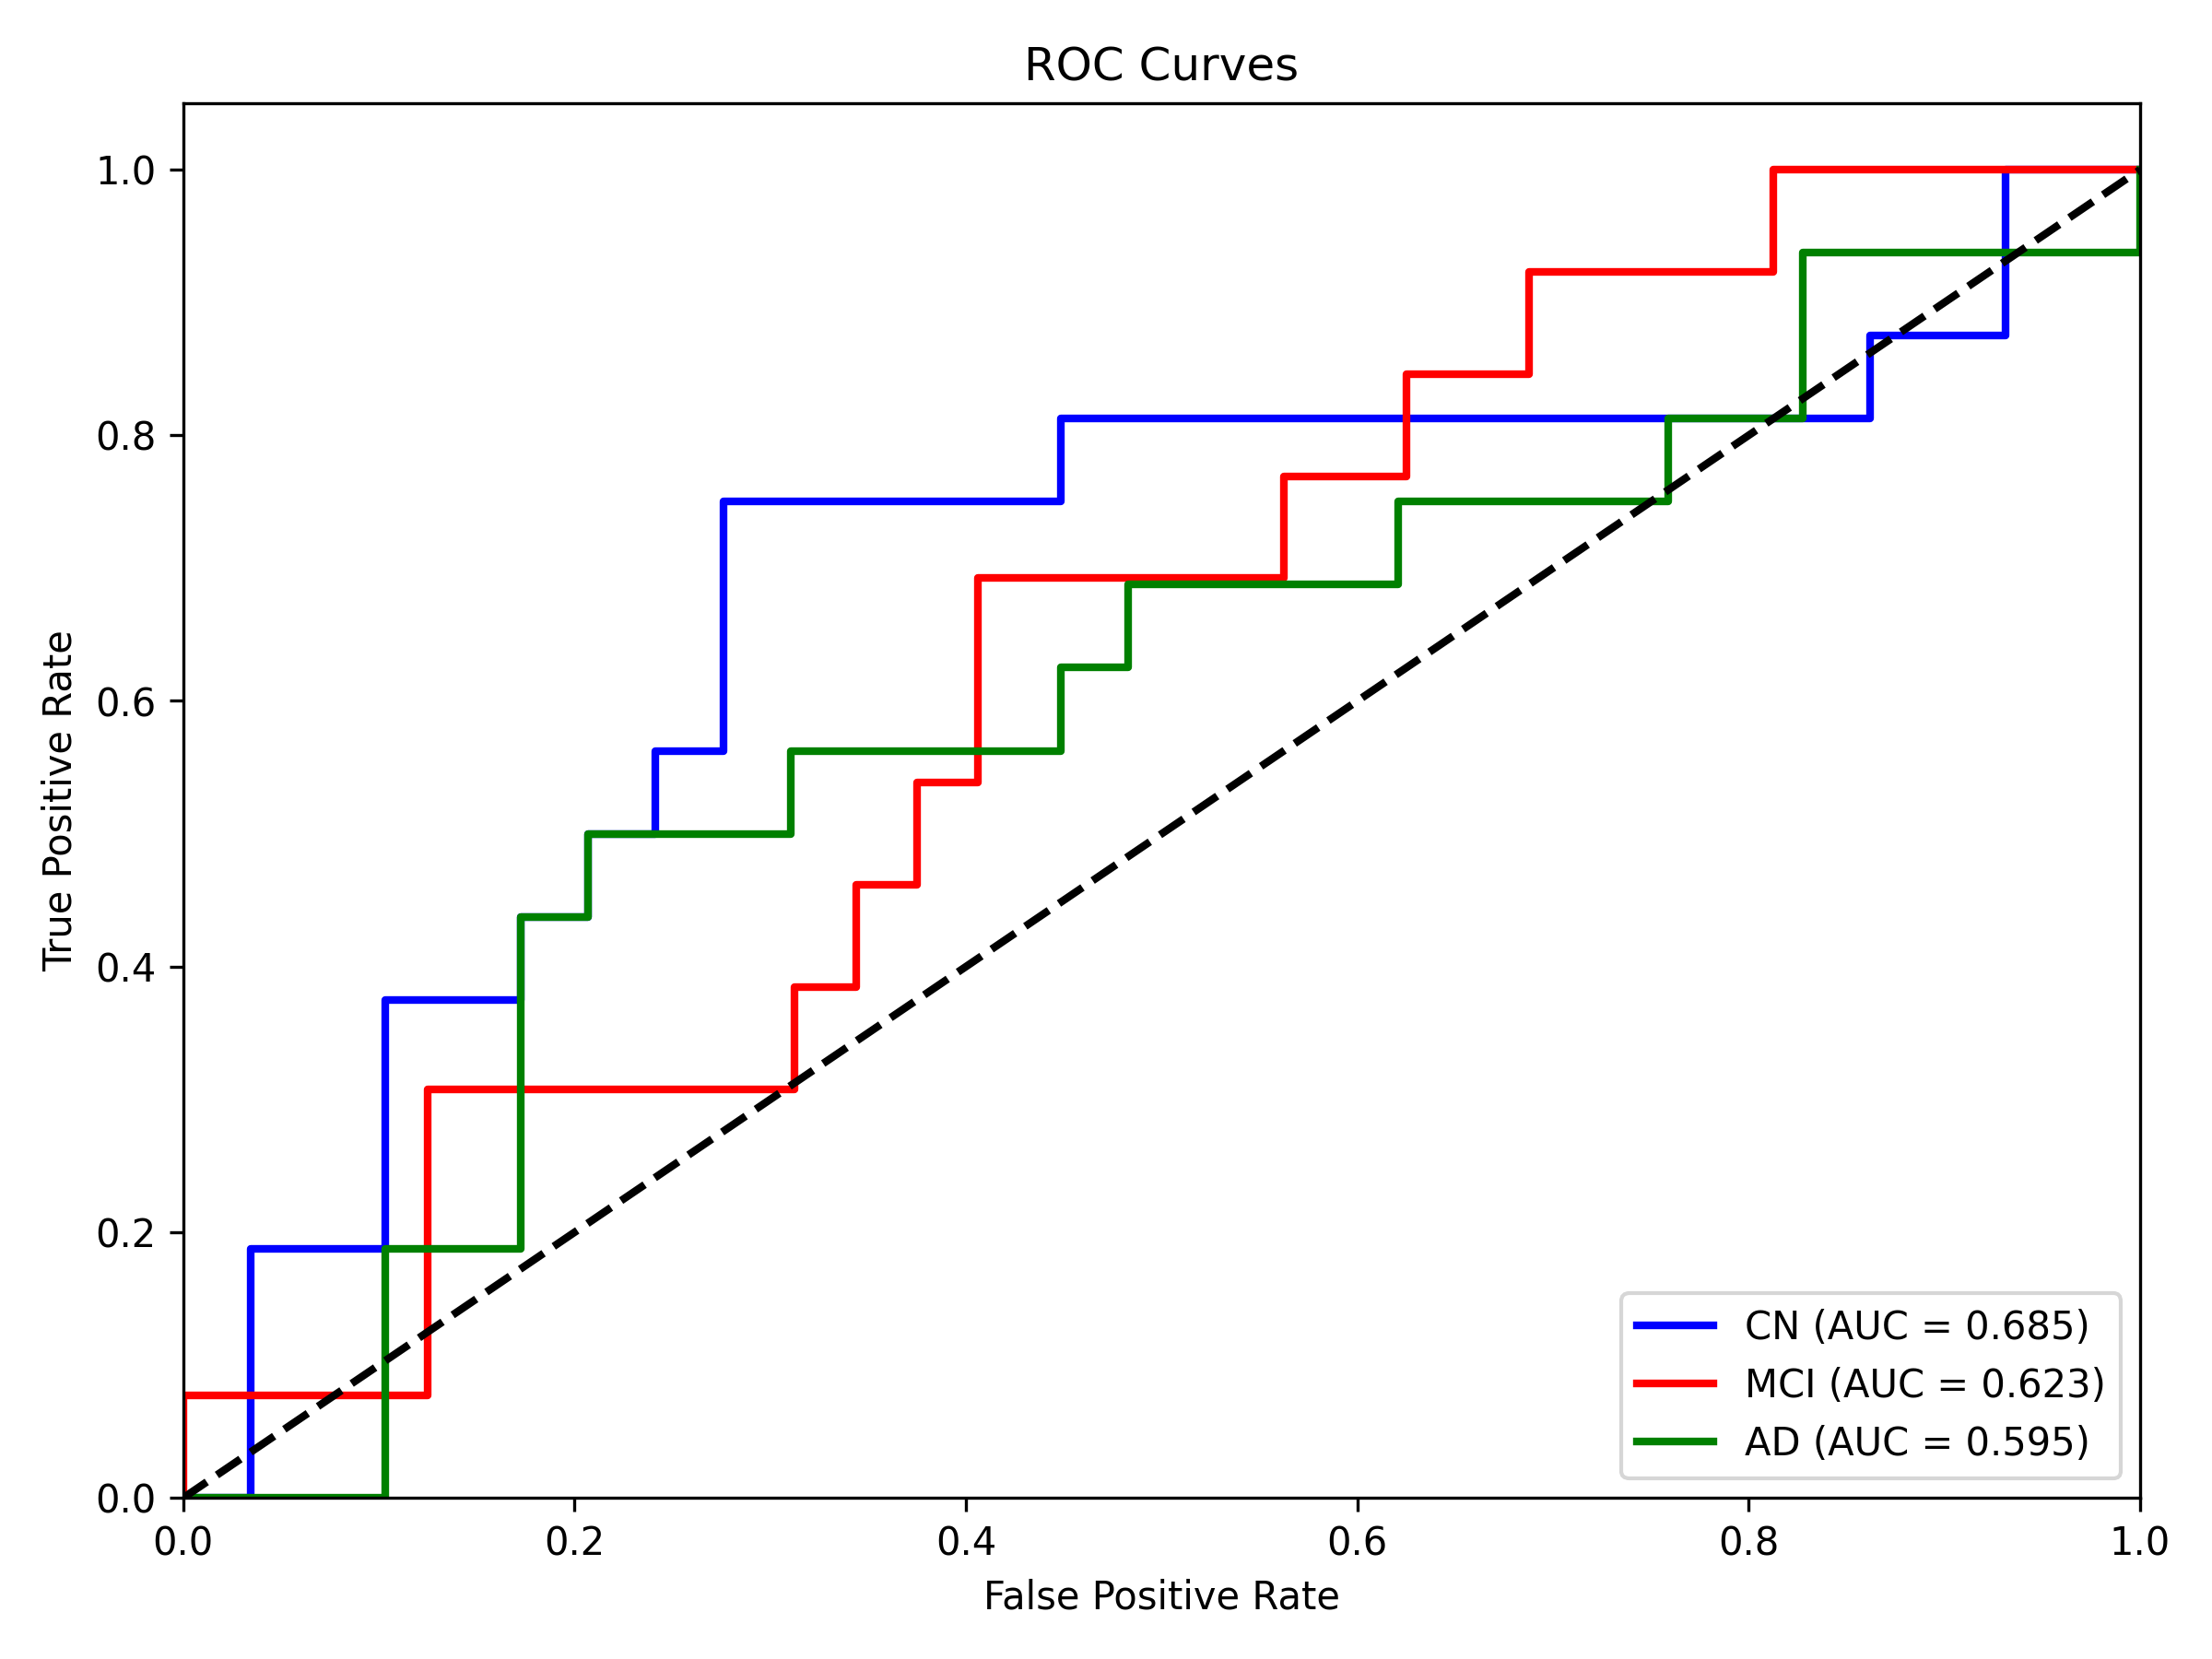 ROC Curves
1.0
0.8
0.6
0.4
0.2
0.0
True Positive Rate
0.0 0.2 0.4 0.6 0.8 1.0
False Positive Rate
CN (AUC = 0.685)
MCI (AUC = 0.623)
AD (AUC = 0.595)